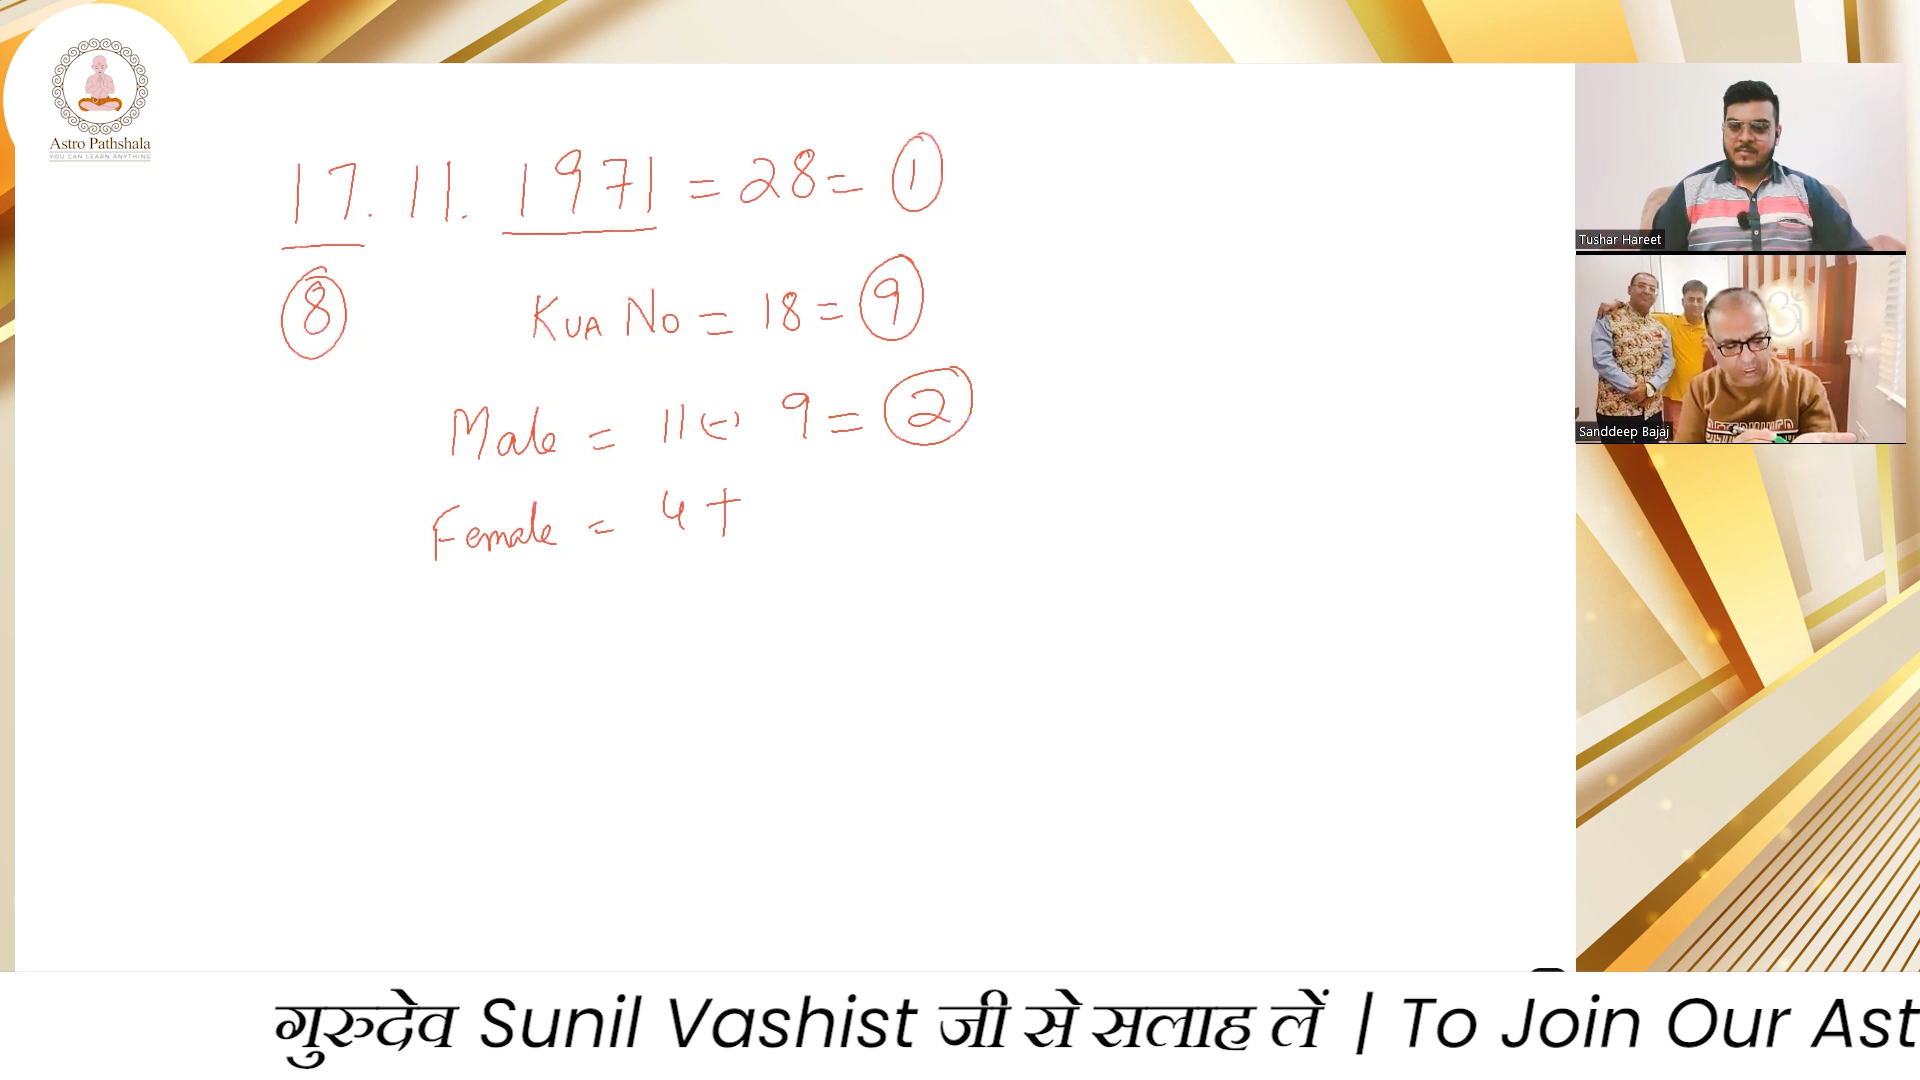 Astro Pathshala
YOU CAN LEARN ANYTHING
17. 11. 1971 = 28 = 1
8
KUA NO = 18 = 9
Male = 11 (-) 9 = 2
Female = 4 +
Tushar Hareet
Sanddeep Bajaj
गुरुदेव Sunil Vashist जी से सलाह लें | To Join Our Ast